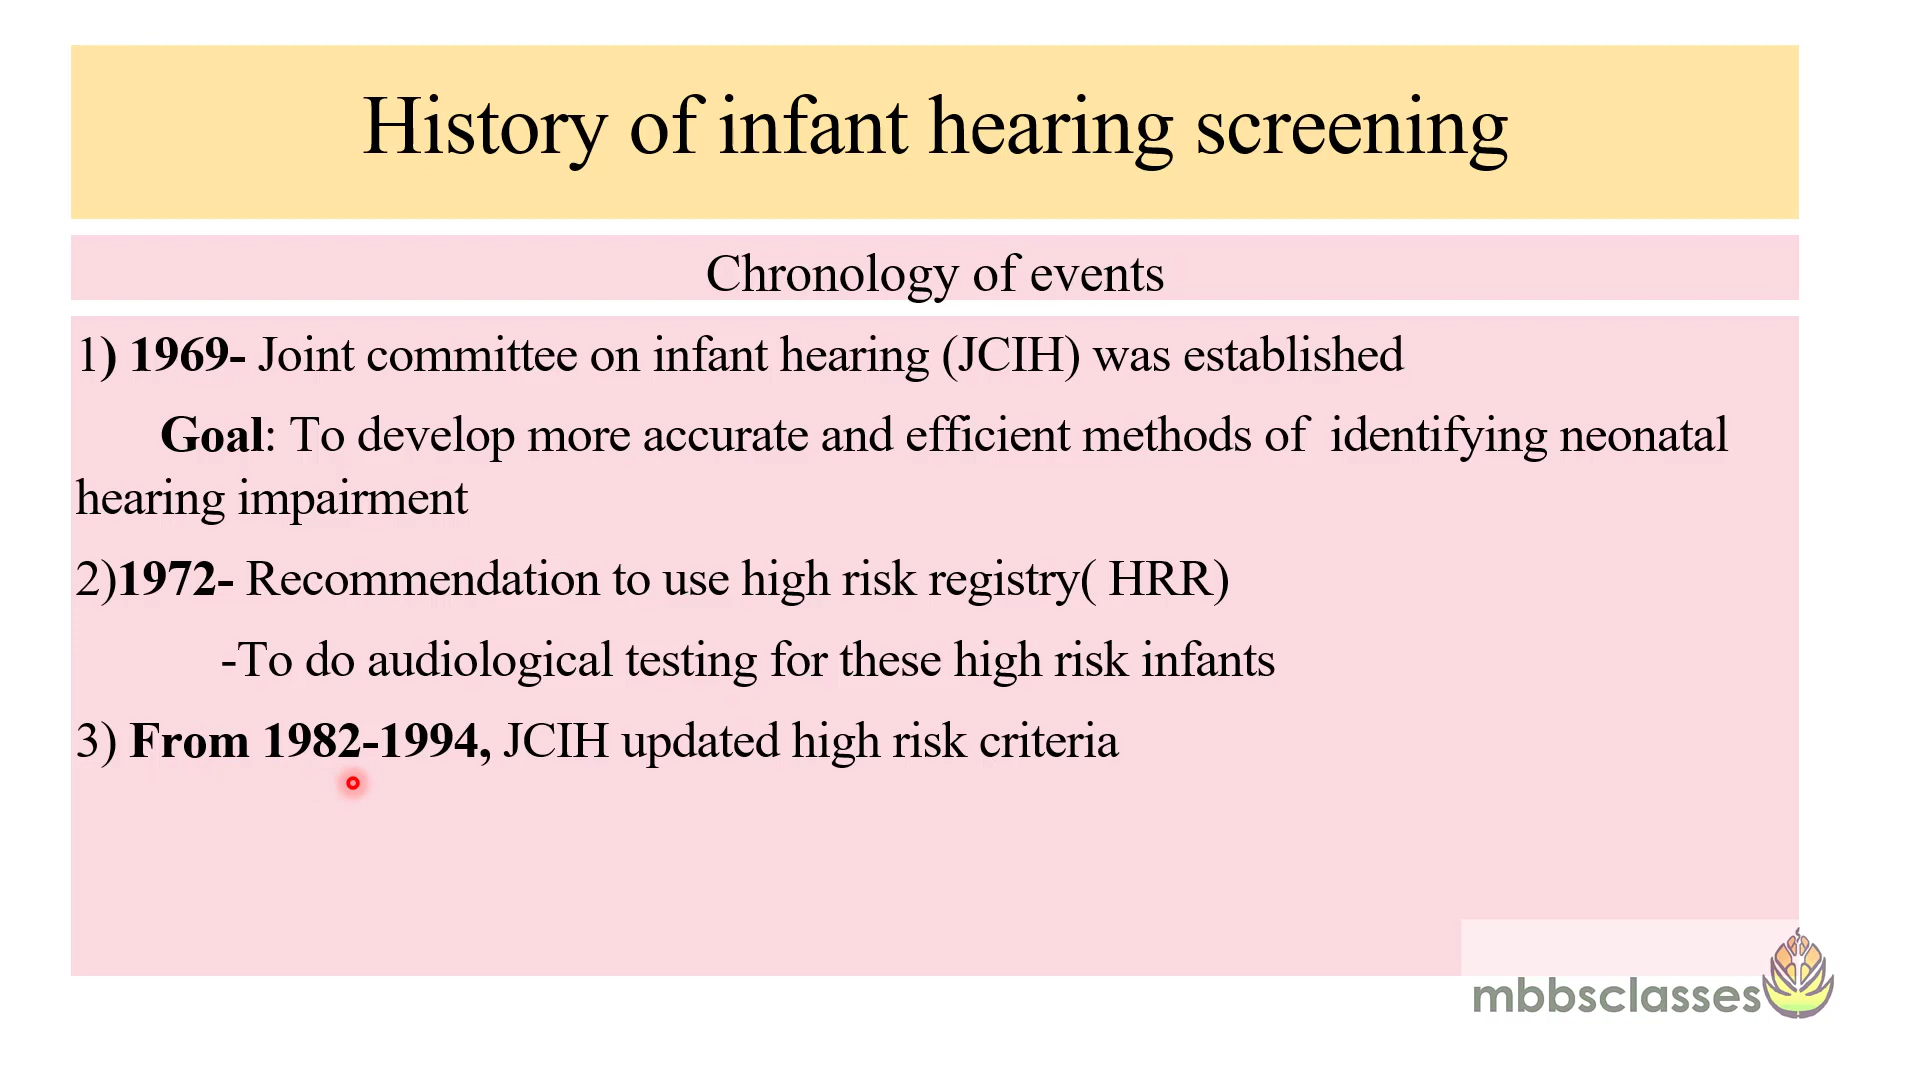 History of infant hearing screening
Chronology of events
1) 1969- Joint committee on infant hearing (JCIH) was established
Goal: To develop more accurate and efficient methods of  identifying neonatal
hearing impairment
2)1972- Recommendation to use high risk registry( HRR)
-To do audiological testing for these high risk infants
3) From 1982-1994, JCIH updated high risk criteria
mbbsclasses